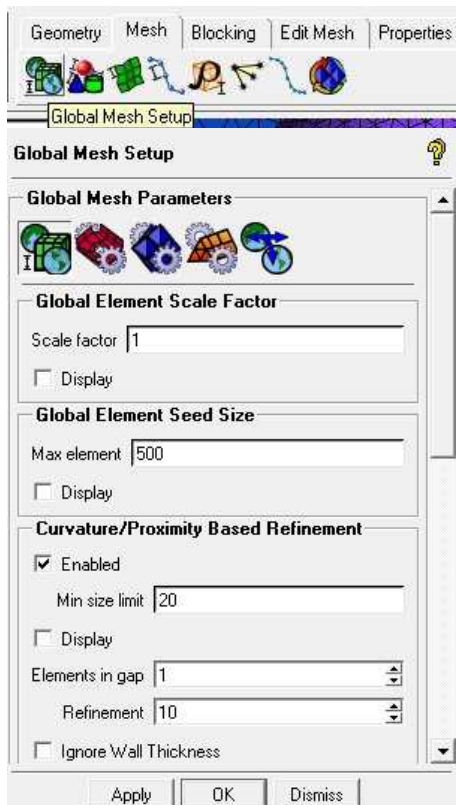 Geometry Mesh Blocking Edit Mesh Properties
Global Mesh Setup
Global Mesh Setup
Global Mesh Parameters
Global Element Scale Factor
Scale factor 1
Display
Global Element Seed Size
Max element 500
Display
Curvature/Proximity Based Refinement
Enabled
Min size limit 20
Display
Elements in gap 1
Refinement 10
Ignore Wall Thickness
Apply OK Dismiss